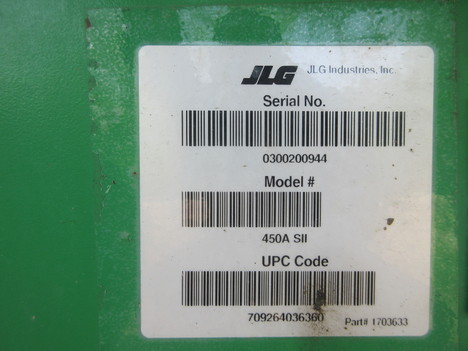 JLG JLG Industries, Inc.
Serial No.
0300200944
Model #
450A SII
UPC Code
709264036360
Part# 1703633